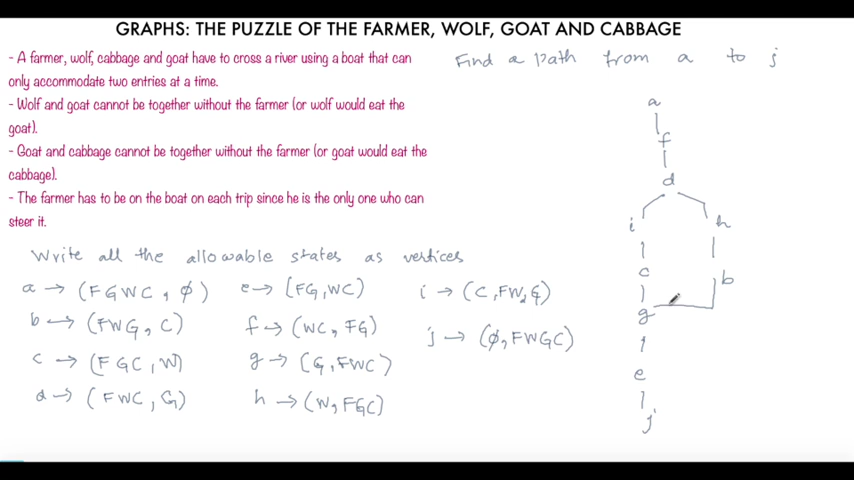 GRAPHS: THE PUZZLE OF THE FARMER, WOLF, GOAT AND CABBAGE
- A farmer, wolf, cabbage and goat have to cross a river using a boat that can
only accommodate two entries at a time.
- Wolf and goat cannot be together without the farmer (or wolf would eat the
goat).
- Goat and cabbage cannot be together without the farmer (or goat would eat the
cabbage).
- The farmer has to be on the boat on each trip since he is the only one who can
steer it.
Write all the allowable states as vertices
a → (FGWC, ∅)
b → (FWG, C)
c → (FGC, W)
d → (FWC, G)
e → (FG, WC)
f → (WC, FG)
g → (G, FWC)
h → (W, FGC)
i → (C, FWG)
j → (∅, FWGC)
Find a path from a to j
a
f
d
i h
c b
g
e
j